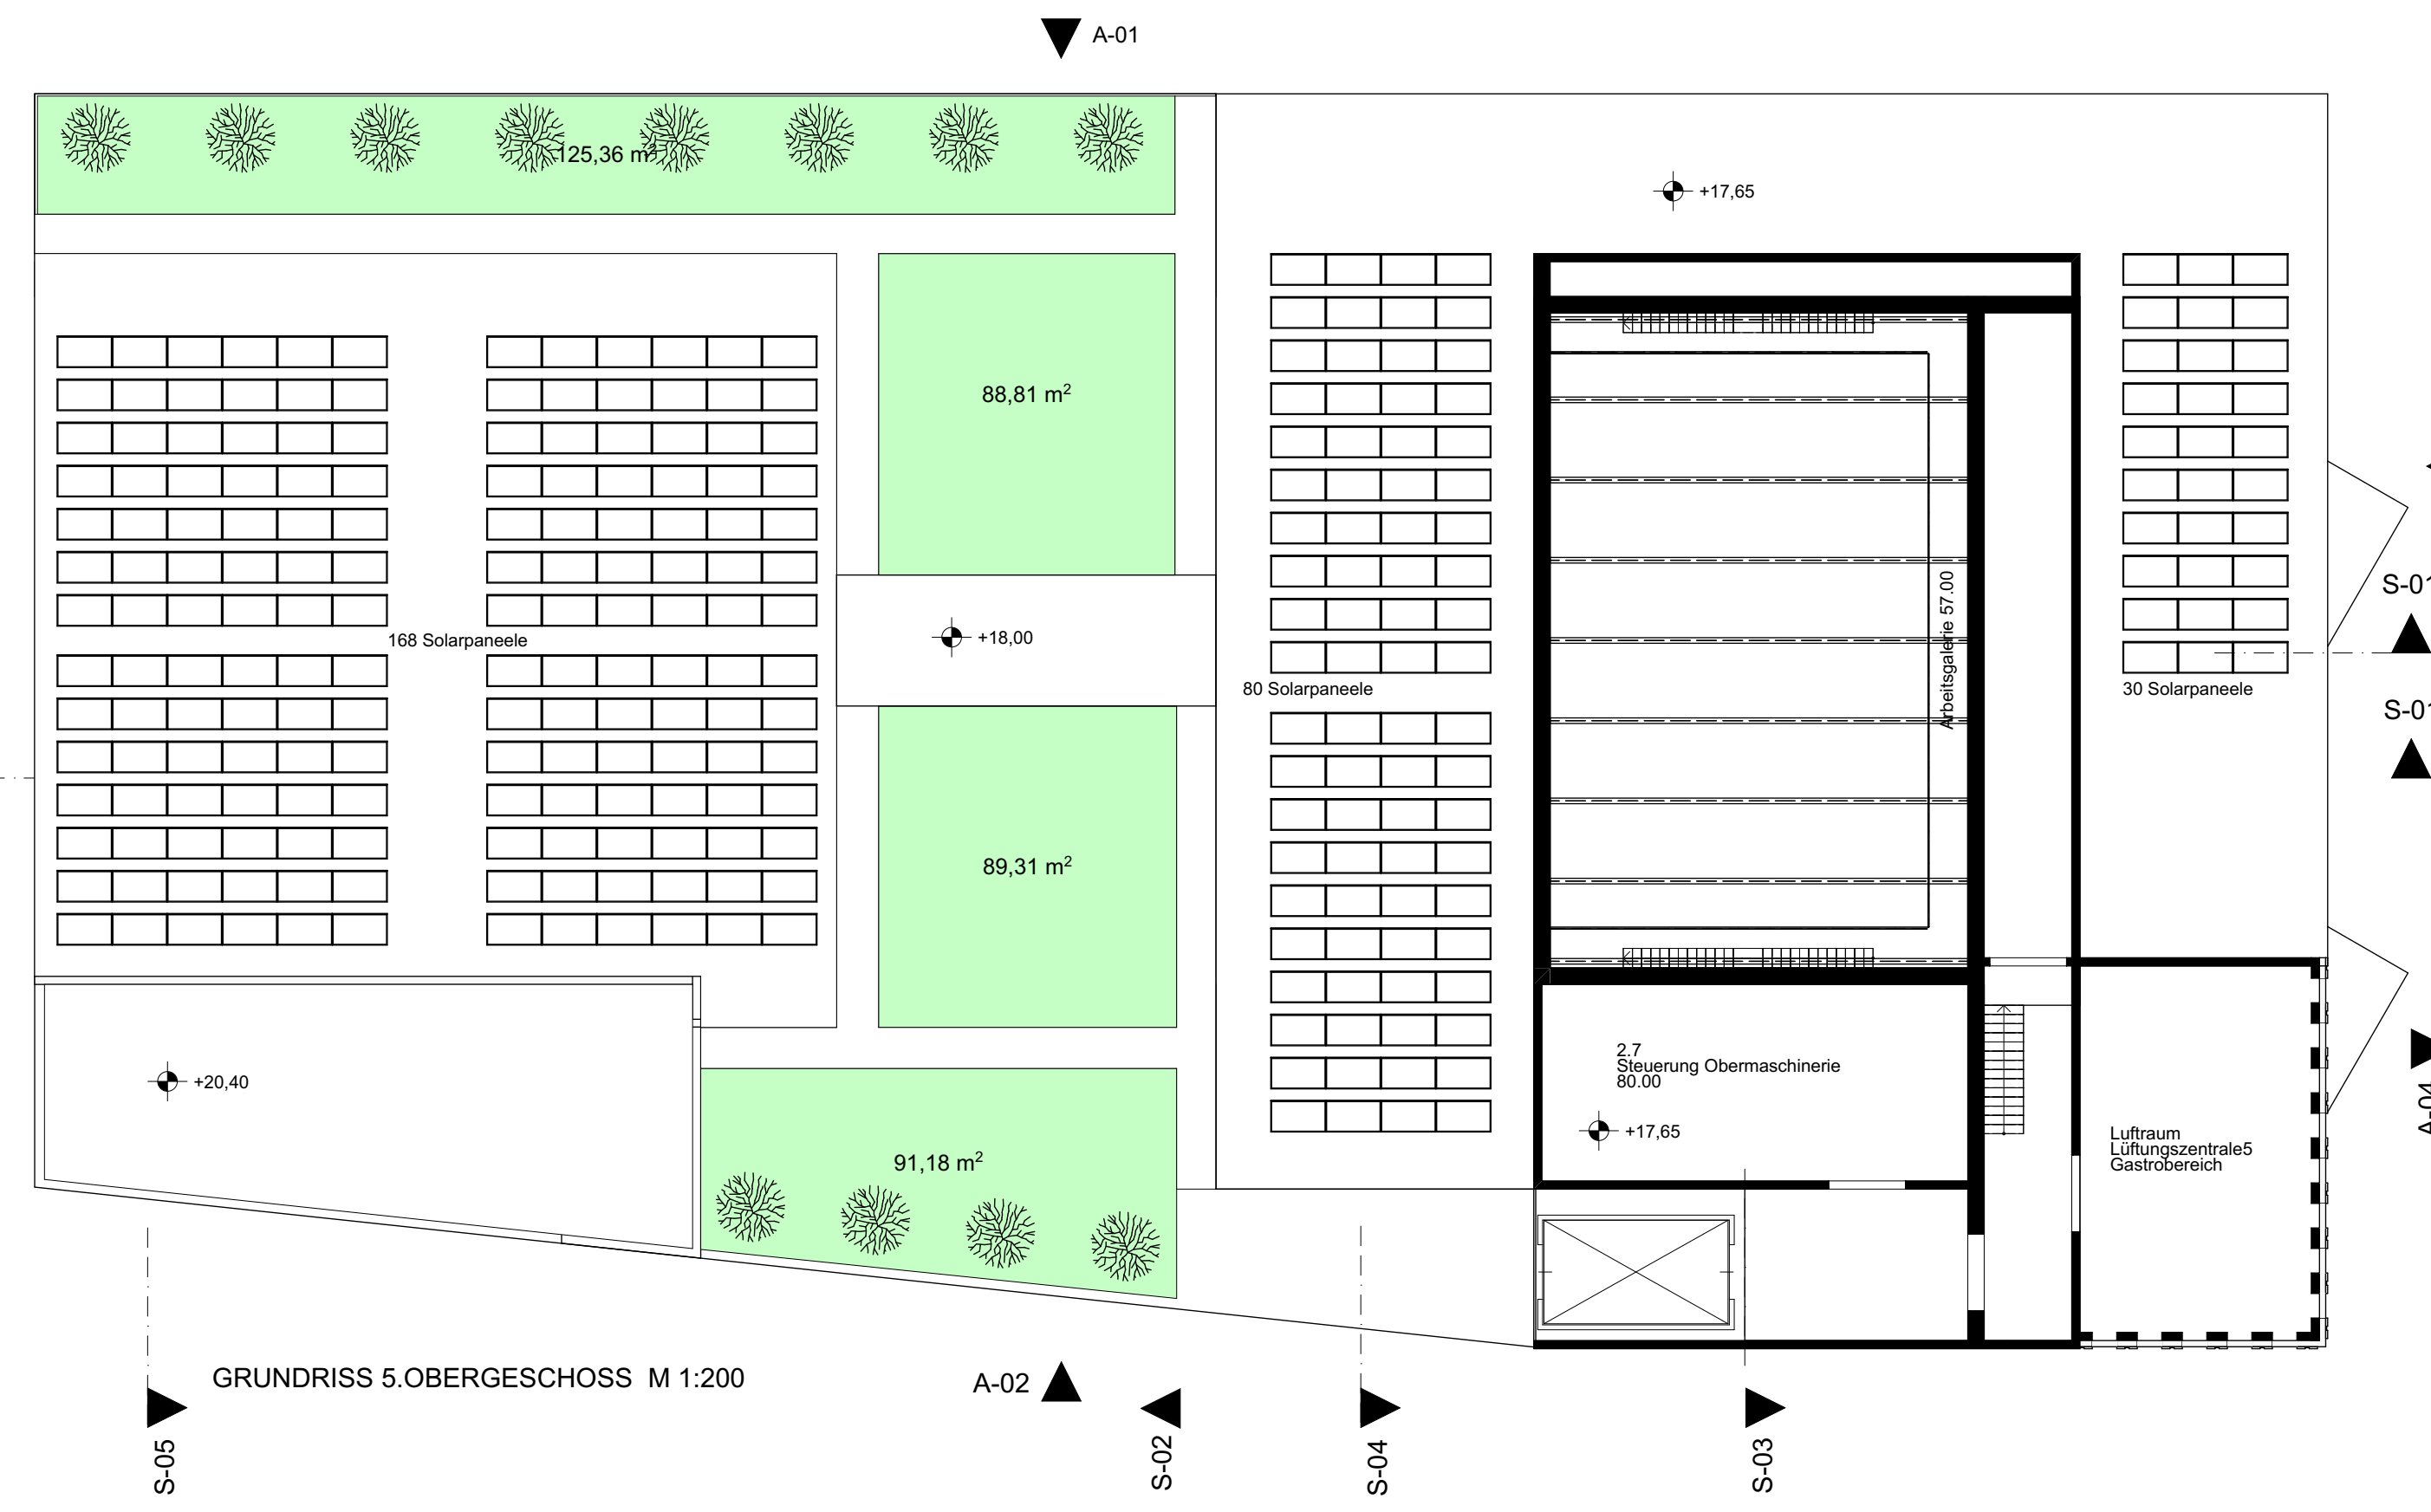 A-01
125,36 m²
+17,65
88,81 m²
S-01
168 Solarpaneele
+18,00
80 Solarpaneele
Arbeitsgalerie 57.00
30 Solarpaneele
S-01
89,31 m²
+20,40
2.7
Steuerung Obermaschinerie
80.00
+17,65
91,18 m²
Luftraum
Lüftungszentrale5
Gastrobereich
A-04
GRUNDRISS 5.OBERGESCHOSS M 1:200
A-02
S-05
S-02
S-04
S-03